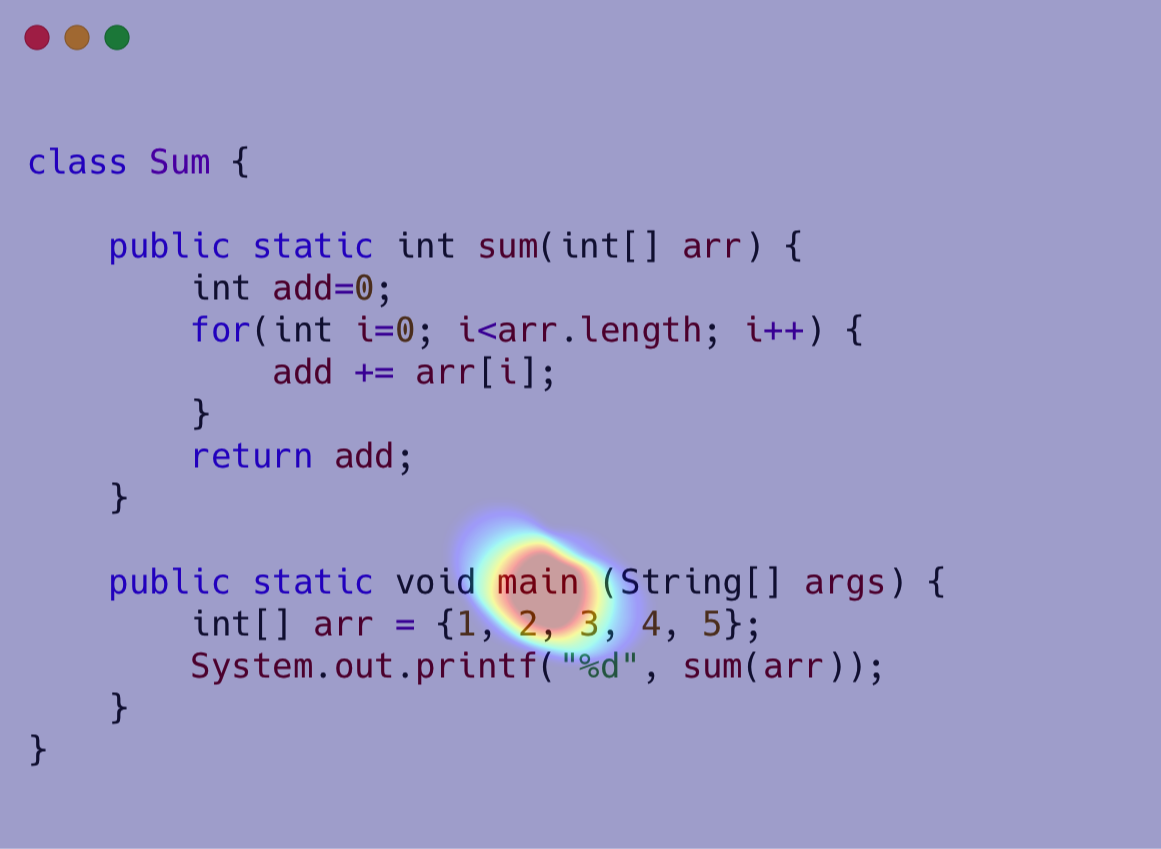 class Sum {
    public static int sum(int[] arr) {
        int add=0;
        for(int i=0; i<arr.length; i++) {
            add += arr[i];
        }
        return add;
    }
    public static void main (String[] args) {
        int[] arr = {1, 2, 3, 4, 5};
        System.out.printf("%d", sum(arr));
    }
}